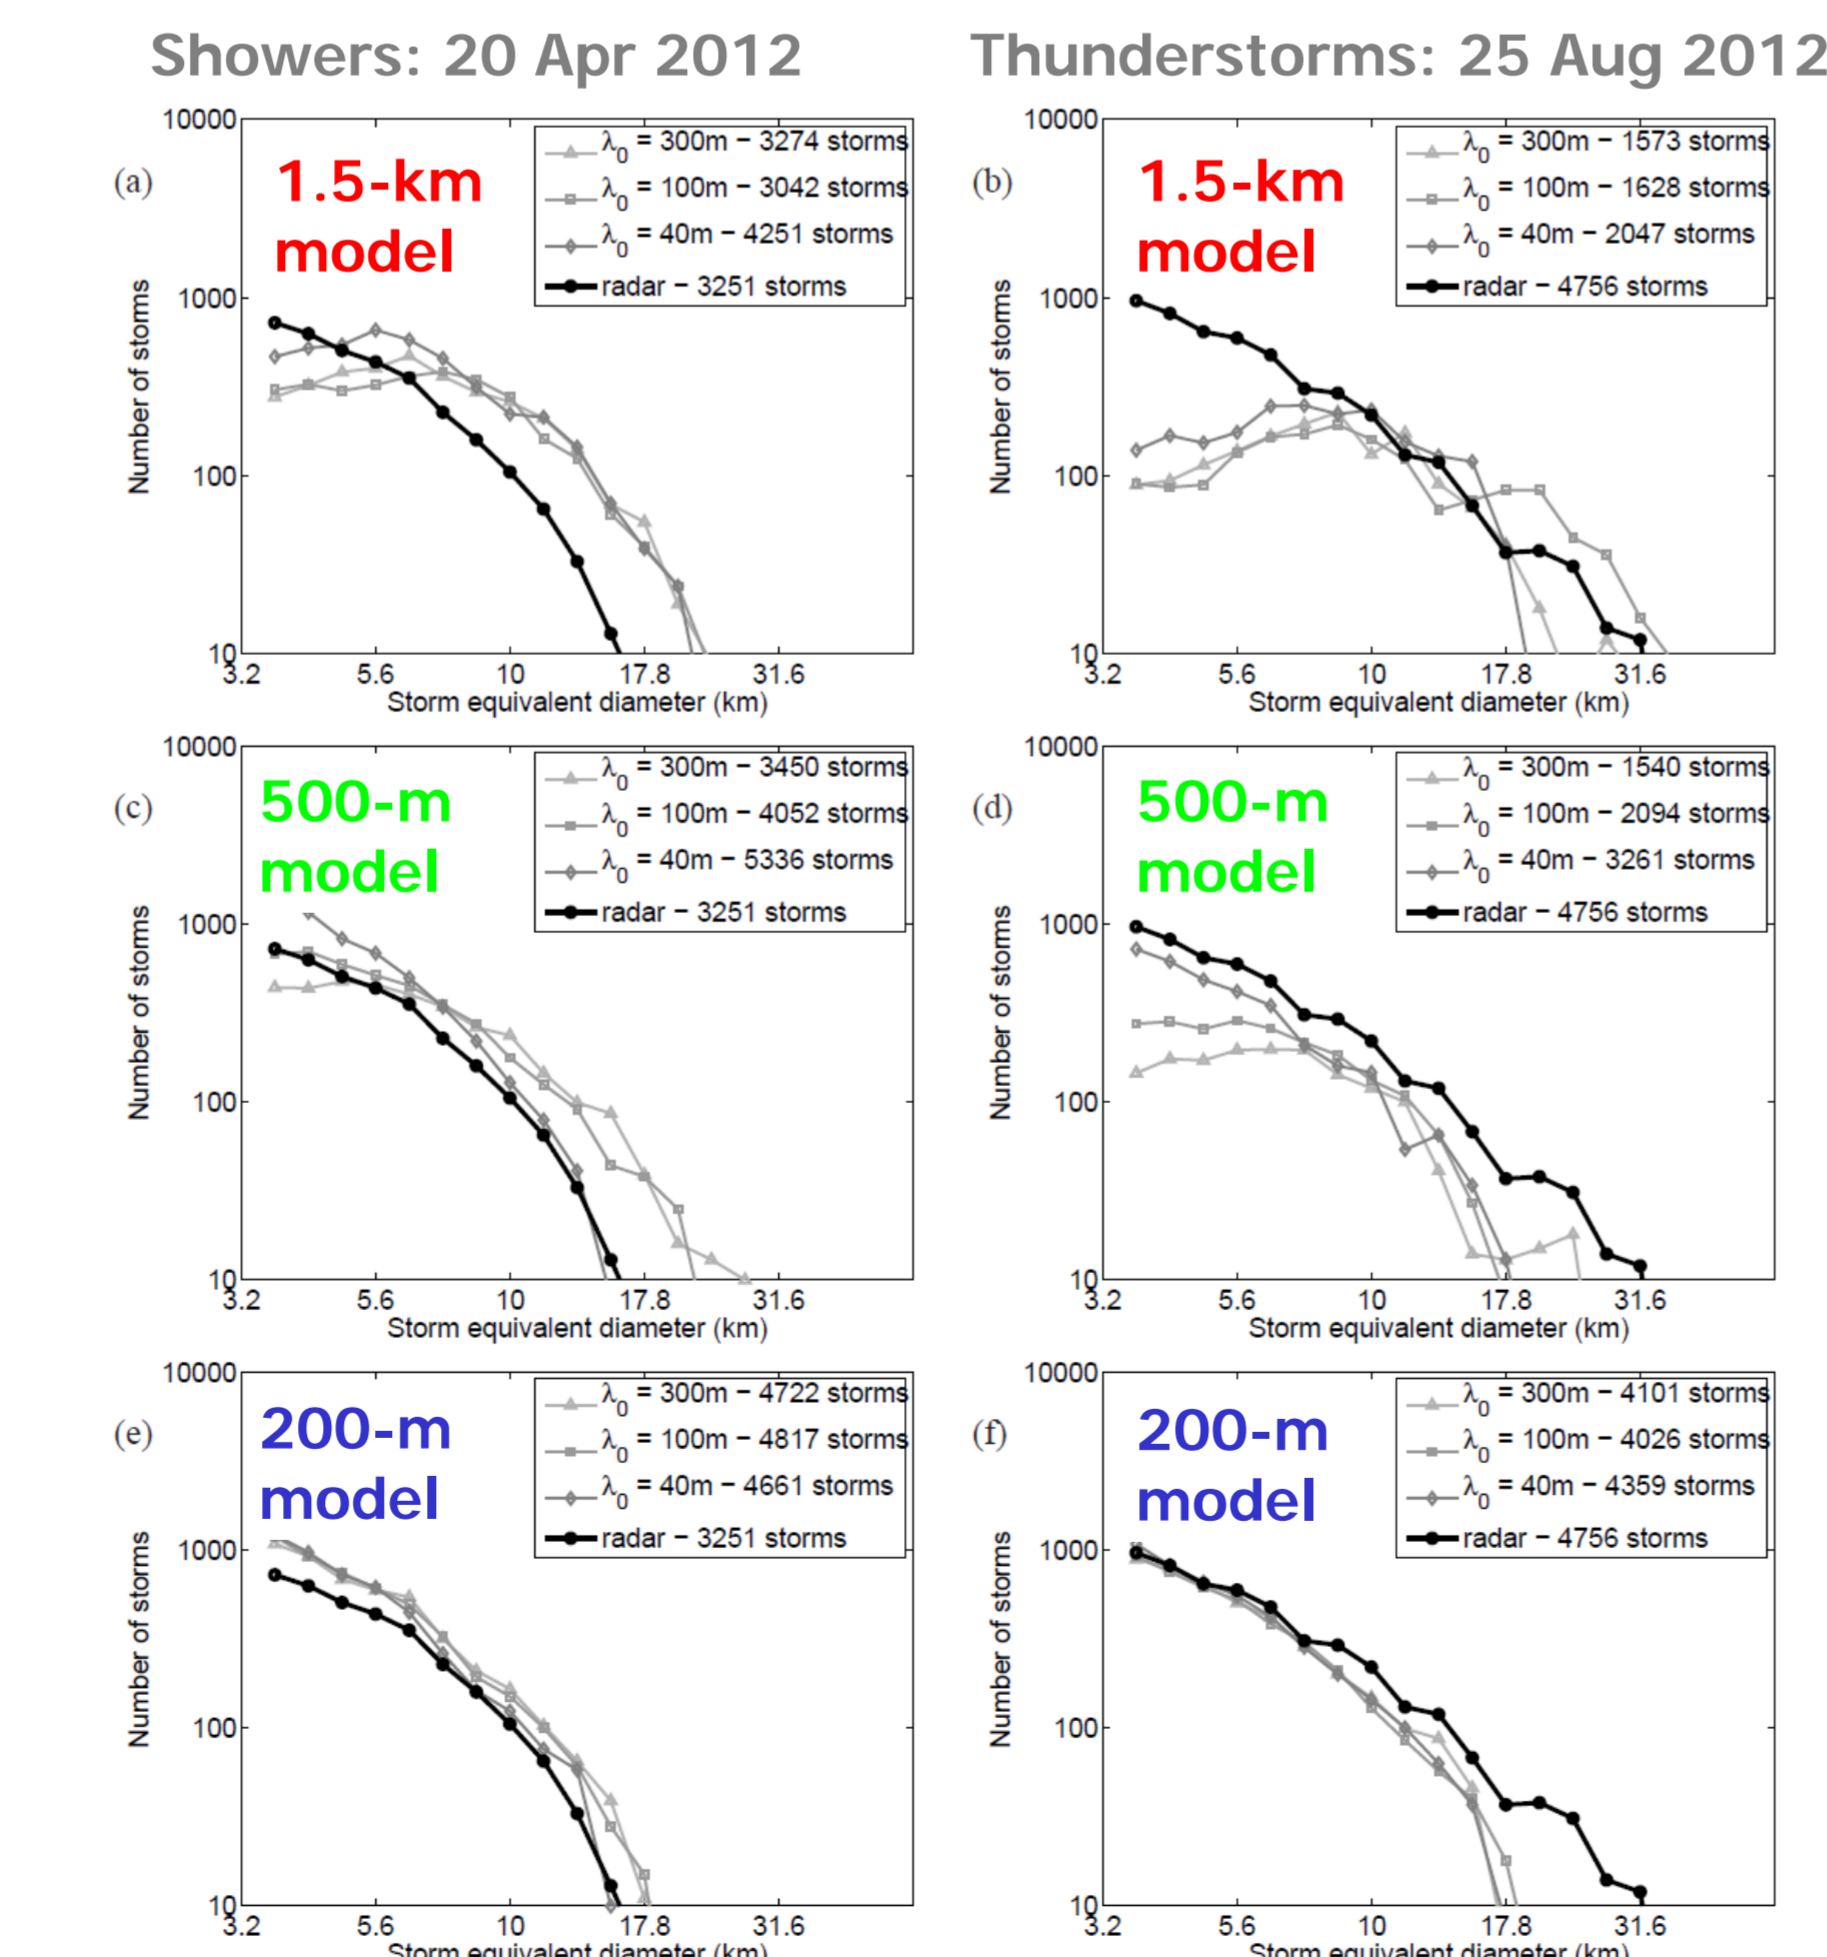 Showers: 20 Apr 2012
Thunderstorms: 25 Aug 2012
(a)
1.5-km
model
λ0 = 300m − 3274 storms
λ0 = 100m − 3042 storms
λ0 = 40m − 4251 storms
radar − 3251 storms
10000
1000
100
10
Number of storms
3.2 5.6 10 17.8 31.6
Storm equivalent diameter (km)
(b)
1.5-km
model
λ0 = 300m − 1573 storms
λ0 = 100m − 1628 storms
λ0 = 40m − 2047 storms
radar − 4756 storms
10000
1000
100
10
Number of storms
3.2 5.6 10 17.8 31.6
Storm equivalent diameter (km)
(c)
500-m
model
λ0 = 300m − 3450 storms
λ0 = 100m − 4052 storms
λ0 = 40m − 5336 storms
radar − 3251 storms
10000
1000
100
10
Number of storms
3.2 5.6 10 17.8 31.6
Storm equivalent diameter (km)
(d)
500-m
model
λ0 = 300m − 1540 storms
λ0 = 100m − 2094 storms
λ0 = 40m − 3261 storms
radar − 4756 storms
10000
1000
100
10
Number of storms
3.2 5.6 10 17.8 31.6
Storm equivalent diameter (km)
(e)
200-m
model
λ0 = 300m − 4722 storms
λ0 = 100m − 4817 storms
λ0 = 40m − 4661 storms
radar − 3251 storms
10000
1000
100
10
Number of storms
3.2 5.6 10 17.8 31.6
Storm equivalent diameter (km)
(f)
200-m
model
λ0 = 300m − 4101 storms
λ0 = 100m − 4026 storms
λ0 = 40m − 4359 storms
radar − 4756 storms
10000
1000
100
10
Number of storms
3.2 5.6 10 17.8 31.6
Storm equivalent diameter (km)